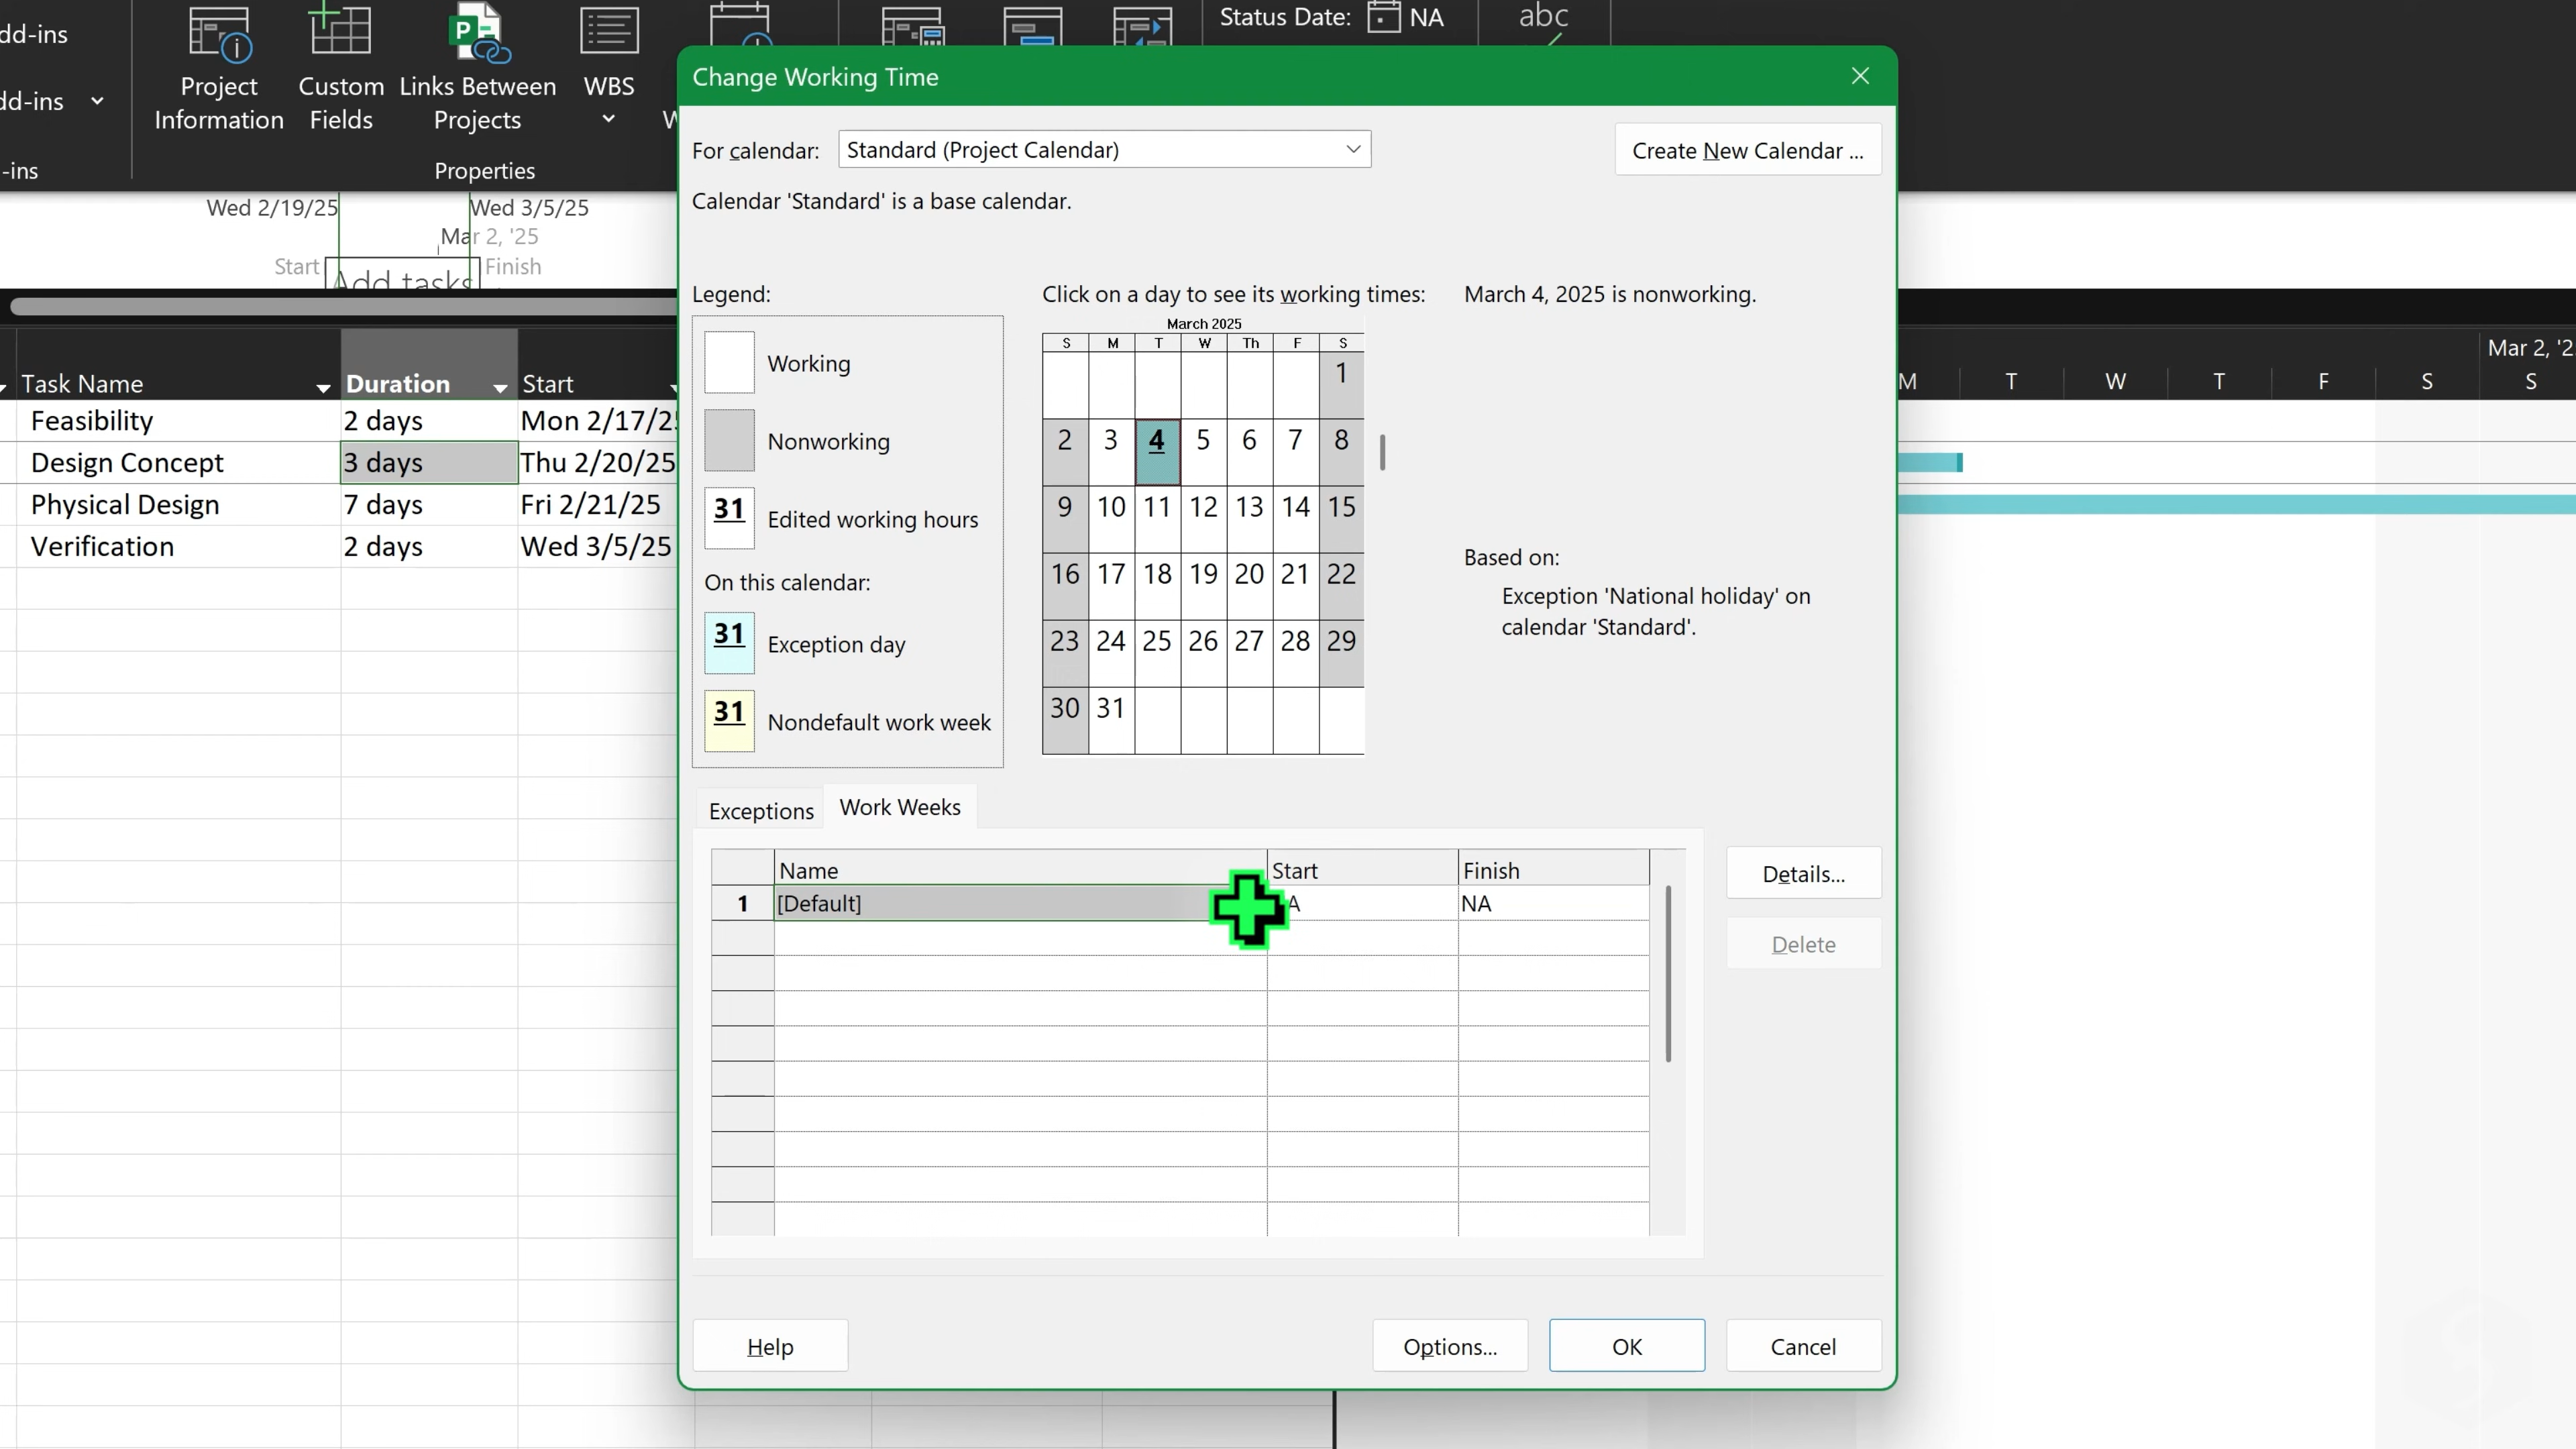 dd-ins
dd-ins
-ins
Project
Information
Custom
Fields
Links Between
Projects
WBS
W
Properties
Status Date:
NA
abc
Wed 2/19/25
Wed 3/5/25
Mar 2, '25
Start
Add tasks
Finish
Task Name
Duration
Start
Feasibility 2 days Mon 2/17/25
Design Concept 3 days Thu 2/20/25
Physical Design 7 days Fri 2/21/25
Verification 2 days Wed 3/5/25
Mar 2, '2
M T W T F S S
Change Working Time
For calendar:
Standard (Project Calendar)
Create New Calendar ...
Calendar 'Standard' is a base calendar.
Legend:
Working
Nonworking
31 Edited working hours
On this calendar:
31 Exception day
31 Nondefault work week
Click on a day to see its working times:
March 2025
S M T W Th F S
1
2 3 4 5 6 7 8
9 10 11 12 13 14 15
16 17 18 19 20 21 22
23 24 25 26 27 28 29
30 31
March 4, 2025 is nonworking.
Based on:
Exception 'National holiday' on
calendar 'Standard'.
Exceptions
Work Weeks
Name Start Finish
1 [Default] A NA
Details...
Delete
Help
Options...
OK
Cancel